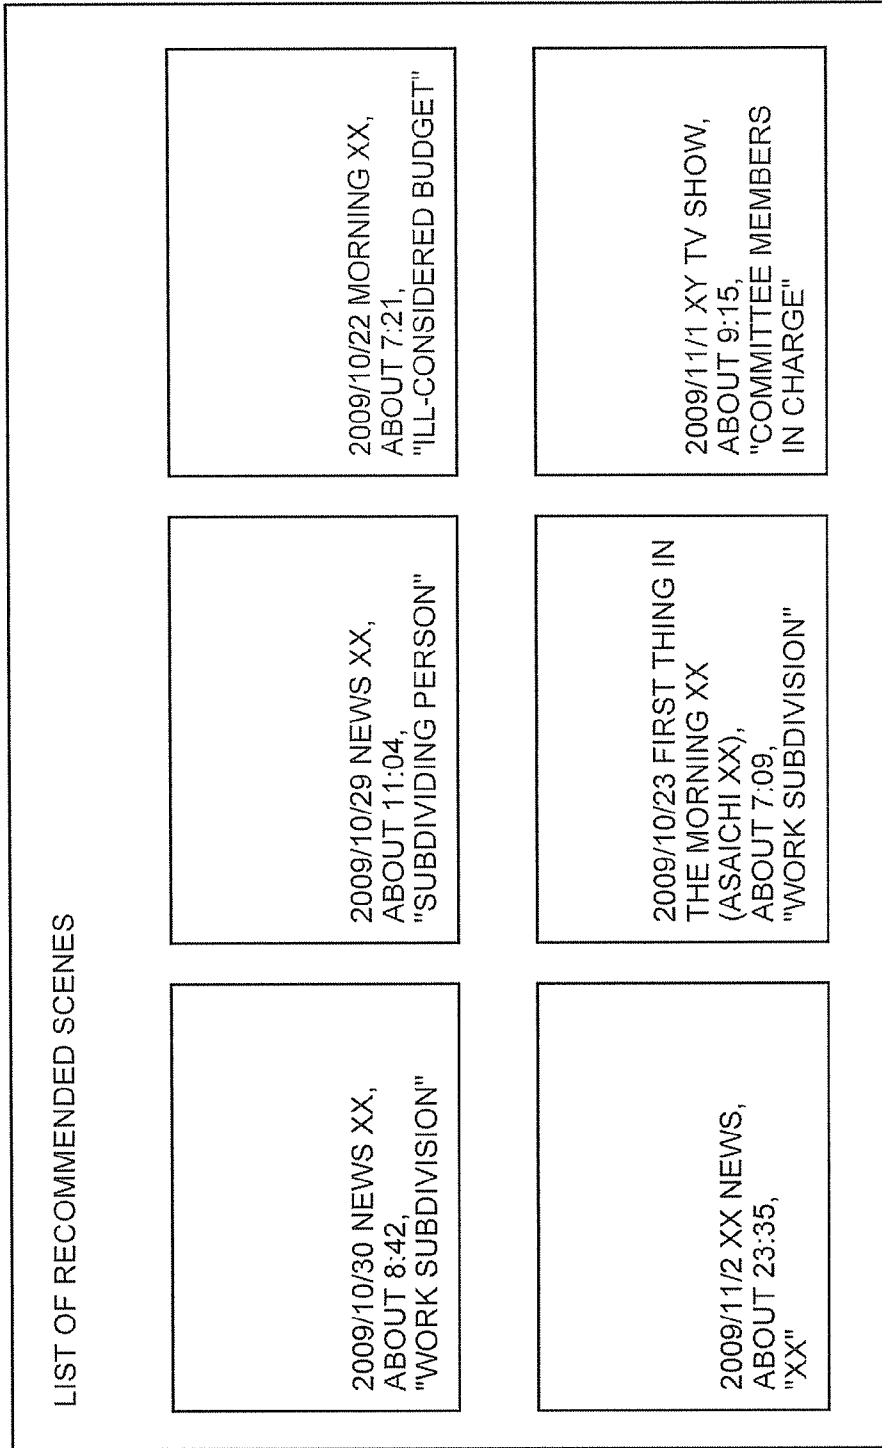 LIST OF RECOMMENDED SCENES
2009/10/30 NEWS XX,
ABOUT 8:42,
"WORK SUBDIVISION"
2009/10/29 NEWS XX,
ABOUT 11:04,
"SUBDIVIDING PERSON"
2009/10/22 MORNING XX,
ABOUT 7:21,
"ILL-CONSIDERED BUDGET"
2009/11/2 XX NEWS,
ABOUT 23:35,
"XX"
2009/10/23 FIRST THING IN
THE MORNING XX
(ASAICHI XX),
ABOUT 7:09,
"WORK SUBDIVISION"
2009/11/1 XY TV SHOW,
ABOUT 9:15,
"COMMITTEE MEMBERS
IN CHARGE"